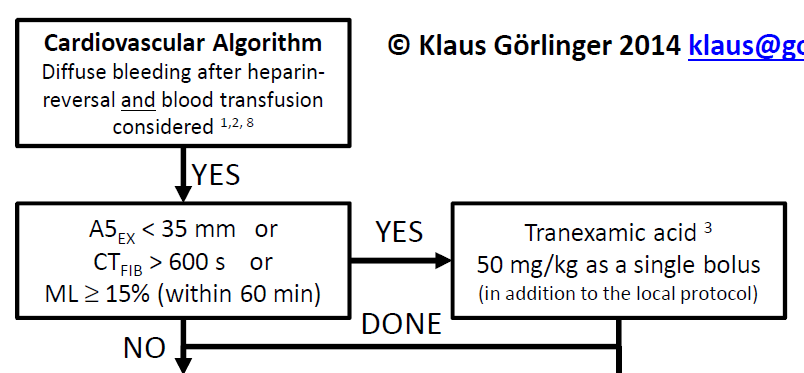 Cardiovascular Algorithm
Diffuse bleeding after heparin-
reversal and blood transfusion
considered 1,2, 8
© Klaus Görlinger 2014
YES
A5EX < 35 mm or
CTFIB > 600 s or
ML ≥ 15% (within 60 min)
YES
Tranexamic acid 3
50 mg/kg as a single bolus
(in addition to the local protocol)
DONE
NO